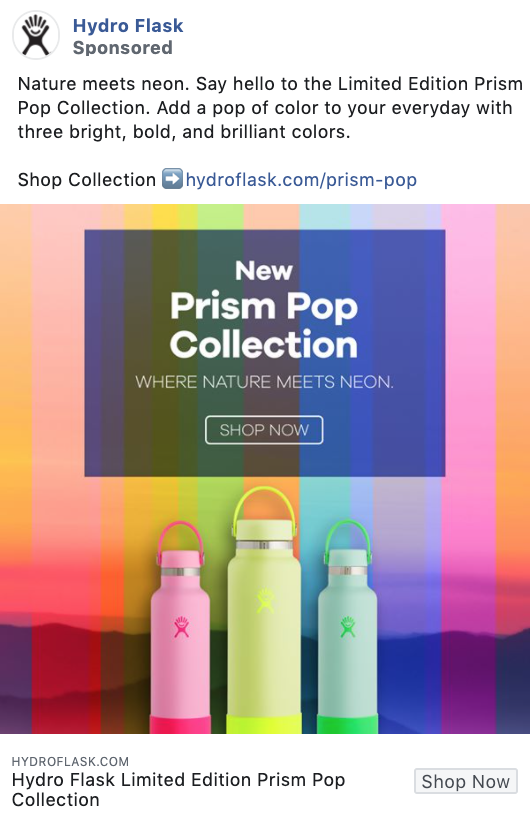 Hydro Flask
Sponsored
Nature meets neon. Say hello to the Limited Edition Prism
Pop Collection. Add a pop of color to your everyday with
three bright, bold, and brilliant colors.
Shop Collection ➡️hydroflask.com/prism-pop
New
Prism Pop
Collection
WHERE NATURE MEETS NEON.
SHOP NOW
HYDROFLASK.COM
Hydro Flask Limited Edition Prism Pop
Collection
Shop Now